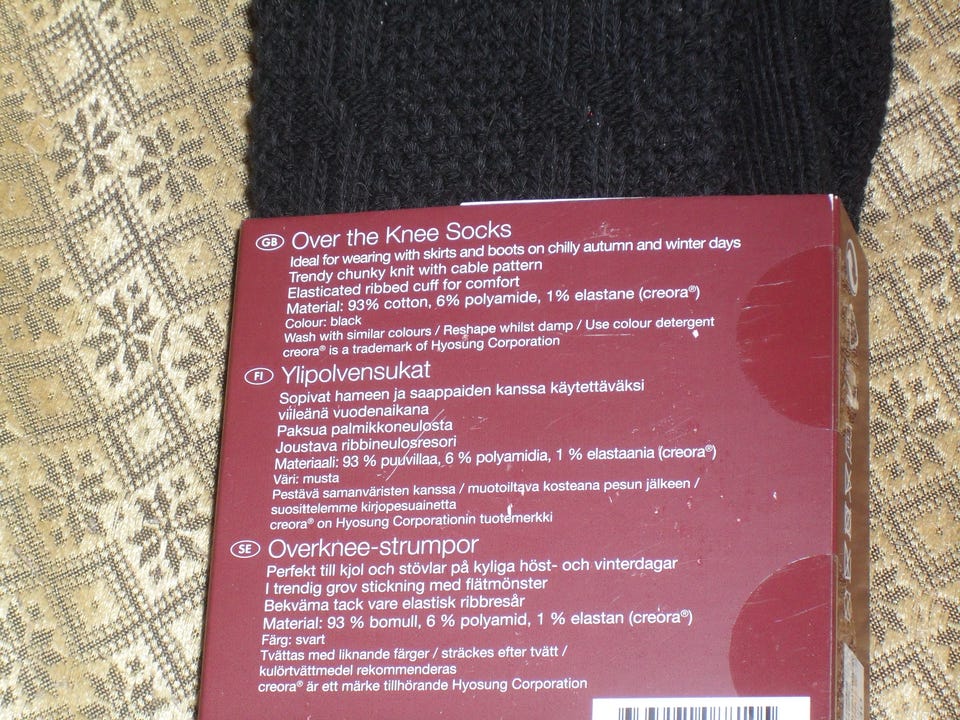 GB Over the Knee Socks
Ideal for wearing with skirts and boots on chilly autumn and winter days
Trendy chunky knit with cable pattern
Elasticated ribbed cuff for comfort
Material: 93% cotton, 6% polyamide, 1% elastane (creora®)
Colour: black
Wash with similar colours / Reshape whilst damp / Use colour detergent
creora® is a trademark of Hyosung Corporation
FI Ylipolvensukat
Sopivat hameen ja saappaiden kanssa käytettäväksi
viileänä vuodenaikana
Paksua palmikkoneulosta
Joustava ribbineulosresori
Materiaali: 93 % puuvillaa, 6 % polyamidia, 1 % elastaania (creora®)
Väri: musta
Pestävä samanväristen kanssa / muotoiltava kosteana pesun jälkeen /
suosittelemme kirjopesuainetta
creora® on Hyosung Corporationin tuotemerkki
SE Overknee-strumpor
Perfekt till kjol och stövlar på kyliga höst- och vinterdagar
I trendig grov stickning med flätmönster
Bekväma tack vare elastisk ribbresår
Material: 93 % bomull, 6 % polyamid, 1 % elastan (creora®)
Färg: svart
Tvättas med liknande färger / sträckes efter tvätt /
kulörtvättmedel rekommenderas
creora® är ett märke tillhörande Hyosung Corporation